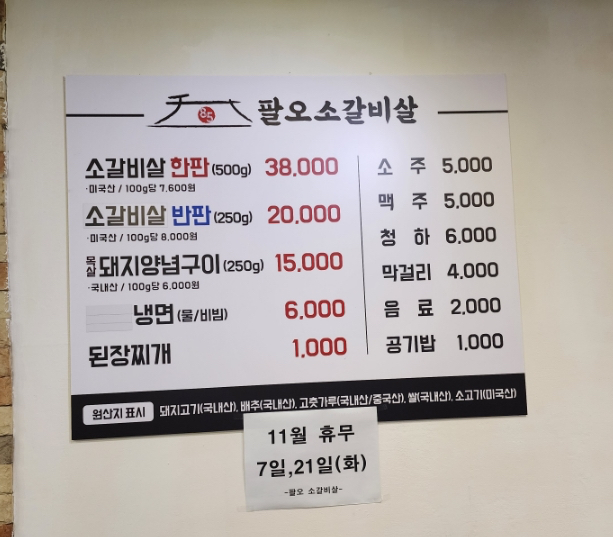 85 팔오소갈비살
소갈비살 한판(500g) 38,000
·미국산 / 100g당 7,600원
소갈비살 반판(250g) 20,000
·미국산 / 100g당 8,000원
목살 돼지양념구이(250g) 15,000
·국내산 / 100g당 6,000원
냉면(물/비빔) 6,000
된장찌개 1,000
소 주 5,000
맥 주 5,000
청 하 6,000
막걸리 4,000
음 료 2,000
공기밥 1,000
원산지 표시 돼지고기(국내산), 배추(국내산), 고춧가루(국내산/중국산), 쌀(국내산), 소고기(미국산)
11월 휴무
7일,21일(화)
-팔오 소갈비살-